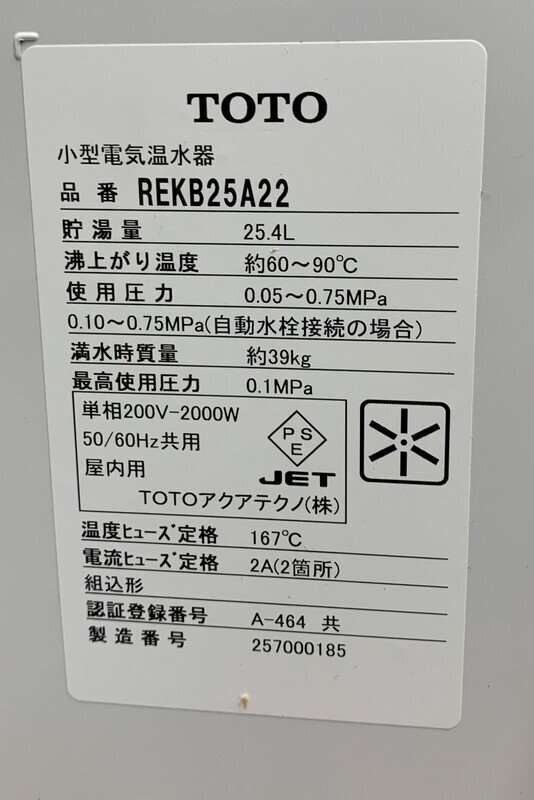 TOTO
小型電気温水器
品番 REKB25A22
貯湯量 25.4L
沸上がり温度 約60～90℃
使用圧力 0.05～0.75MPa
0.10～0.75MPa(自動水栓接続の場合)
満水時質量 約39kg
最高使用圧力 0.1MPa
単相200V-2000W
50/60Hz共用
屋内用
PSE
JET
TOTOアクアテクノ(株)
温度ヒューズ定格 167℃
電流ヒューズ定格 2A(2箇所)
組込形
認証登録番号 A-464 共
製造番号 257000185